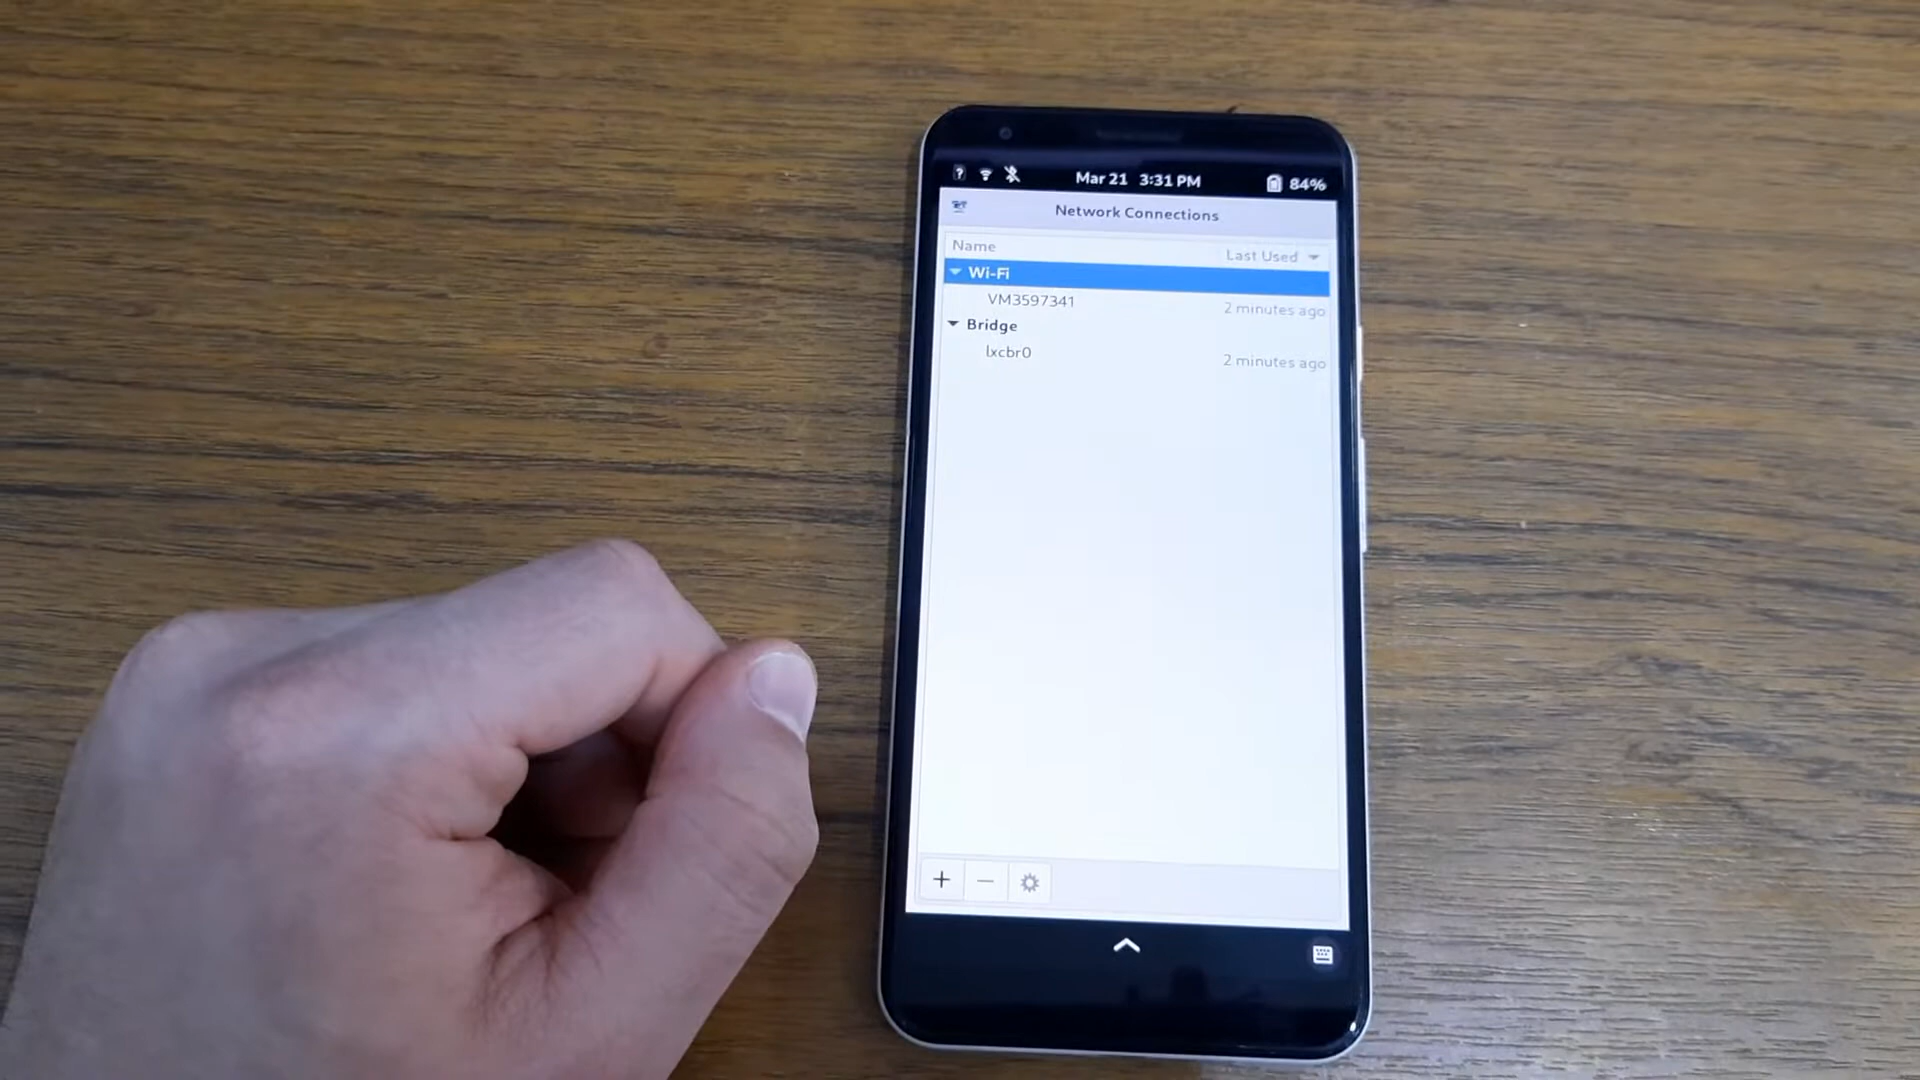 ? Mar 21 3:31 PM 84%
Network Connections
Name Last Used
Wi-Fi
VM3597341 2 minutes ago
Bridge
lxcbr0 2 minutes ago